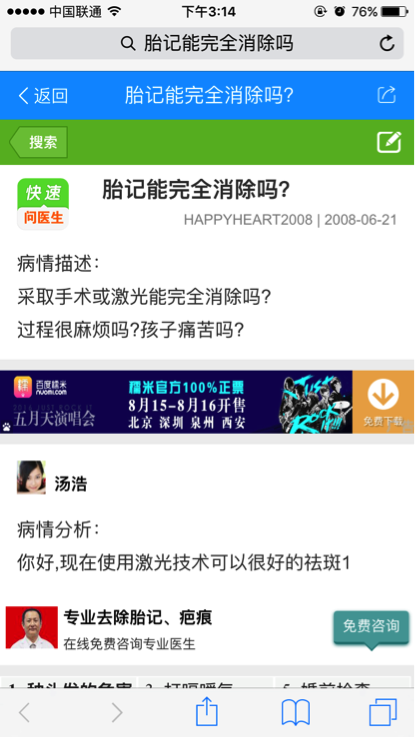 中国联通
下午3:14
76%
胎记能完全消除吗
返回
胎记能完全消除吗?
搜索
快速
问医生
胎记能完全消除吗?
HAPPYHEART2008 | 2008-06-21
病情描述：
采取手术或激光能完全消除吗?
过程很麻烦吗?孩子痛苦吗?
百度糯米
nuomi.com
五月天演唱会
糯米官方100%正票
8月15-8月16开售
北京 深圳 泉州 西安
JUST
ROCK IT!!!
免费下载
汤浩
病情分析：
你好,现在使用激光技术可以很好的祛斑1
专业去除胎记、疤痕
在线免费咨询专业医生
免费咨询